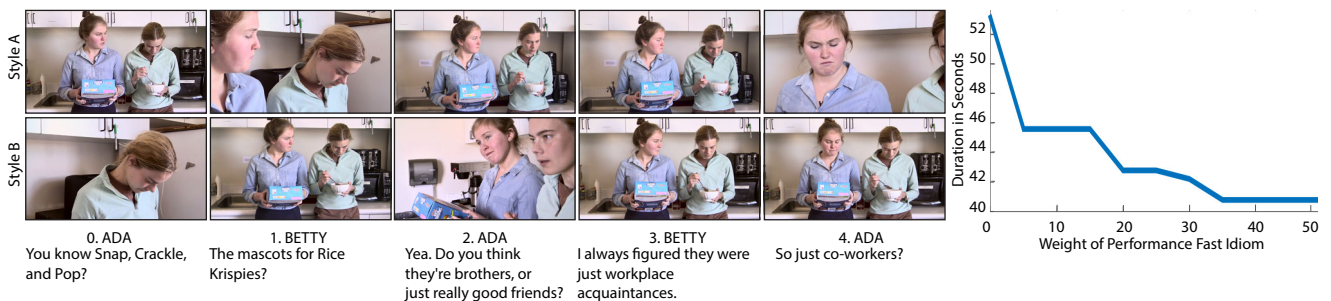 Style A
Style B
0. ADA
You know Snap, Crackle,
and Pop?
1. BETTY
The mascots for Rice
Krispies?
2. ADA
Yea. Do you think
they're brothers, or
just really good friends?
3. BETTY
I always figured they were
just workplace
acquaintances.
4. ADA
So just co-workers?
Duration in Seconds
52
50
48
46
44
42
40
0 10 20 30 40 50
Weight of Performance Fast Idiom